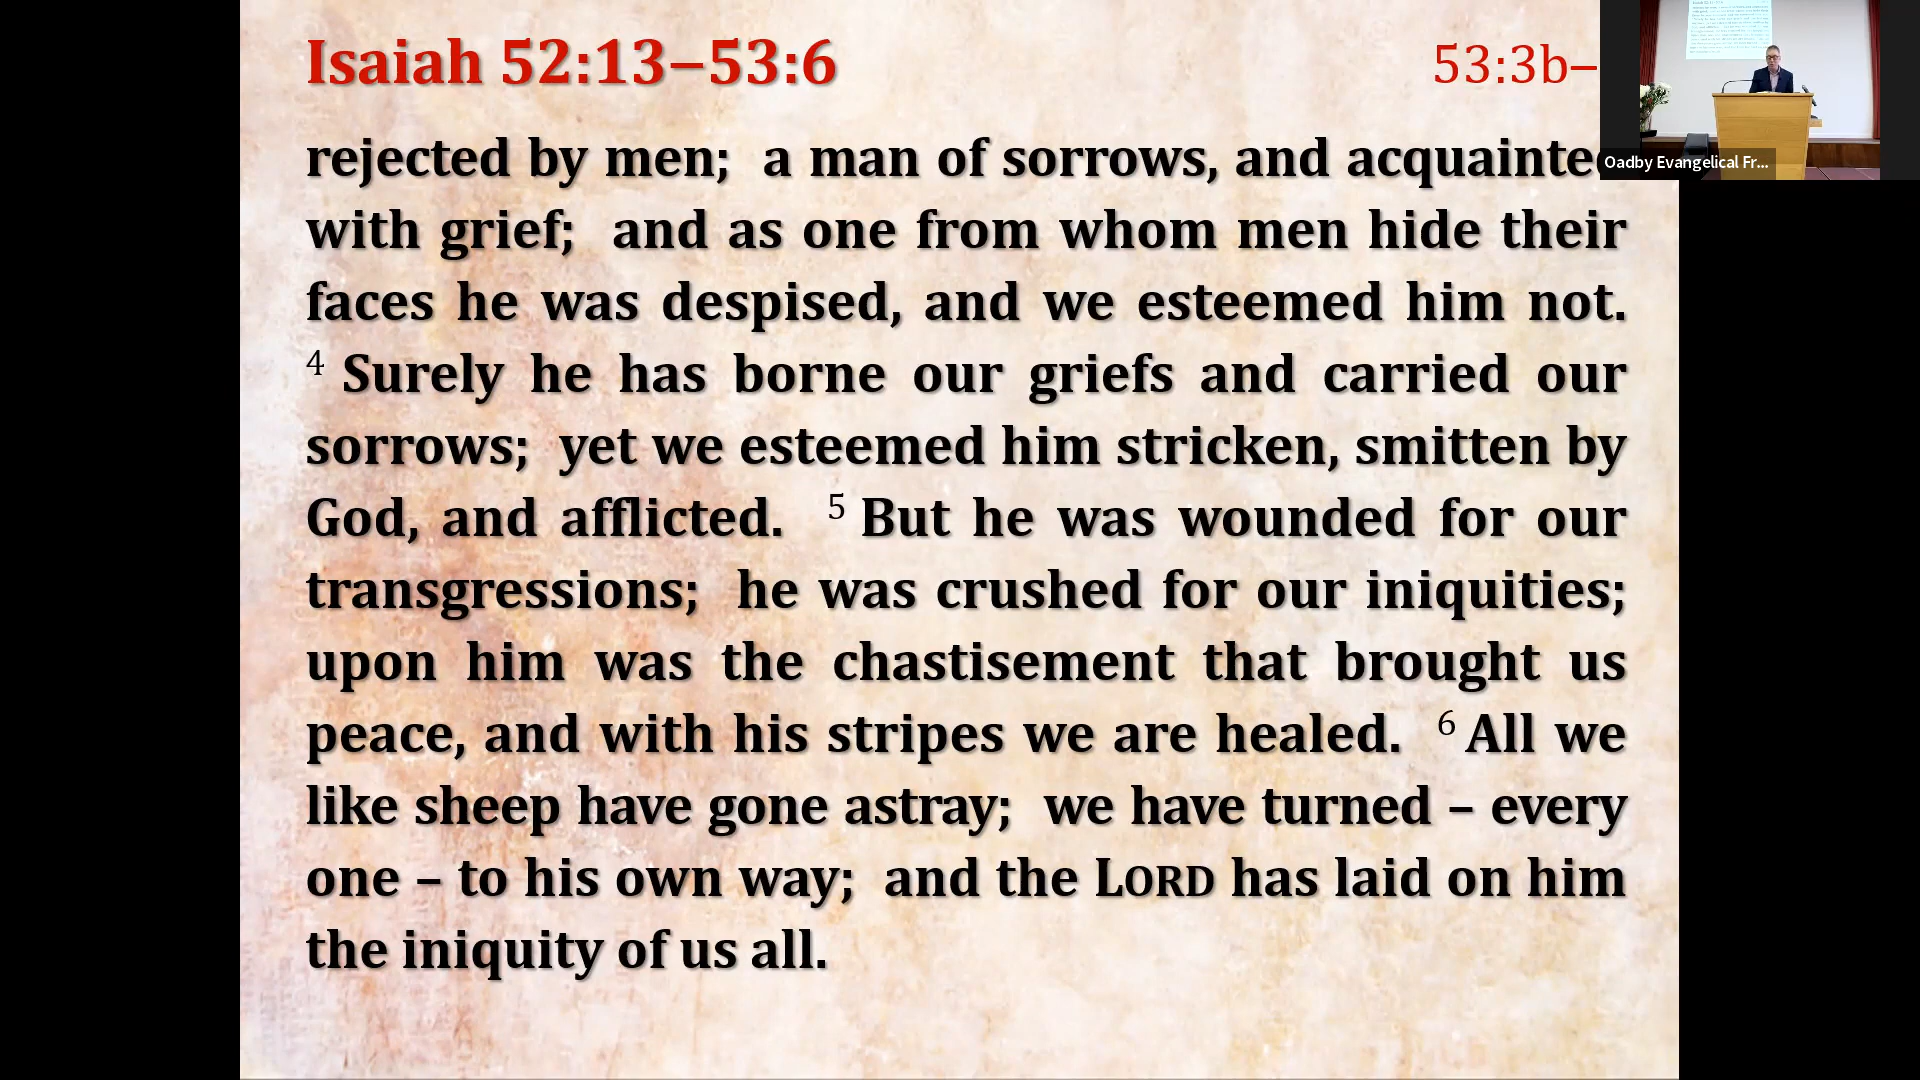 Isaiah 52:13–53:6
53:3b–
rejected by men; a man of sorrows, and acquainte
with grief; and as one from whom men hide their
faces he was despised, and we esteemed him not.
4 Surely he has borne our griefs and carried our
sorrows; yet we esteemed him stricken, smitten by
God, and afflicted. 5 But he was wounded for our
transgressions; he was crushed for our iniquities;
upon him was the chastisement that brought us
peace, and with his stripes we are healed. 6 All we
like sheep have gone astray; we have turned – every
one – to his own way; and the LORD has laid on him
the iniquity of us all.
Oadby Evangelical Fr...